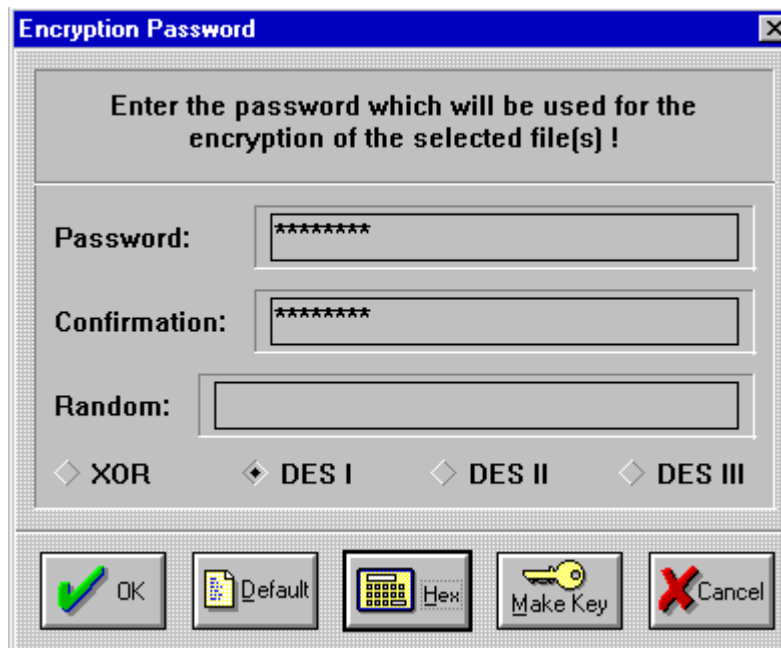 Encryption Password
Enter the password which will be used for the
encryption of the selected file(s) !
Password: ********
Confirmation: ********
Random:
XOR DES I DES II DES III
OK Default Hex Make Key Cancel